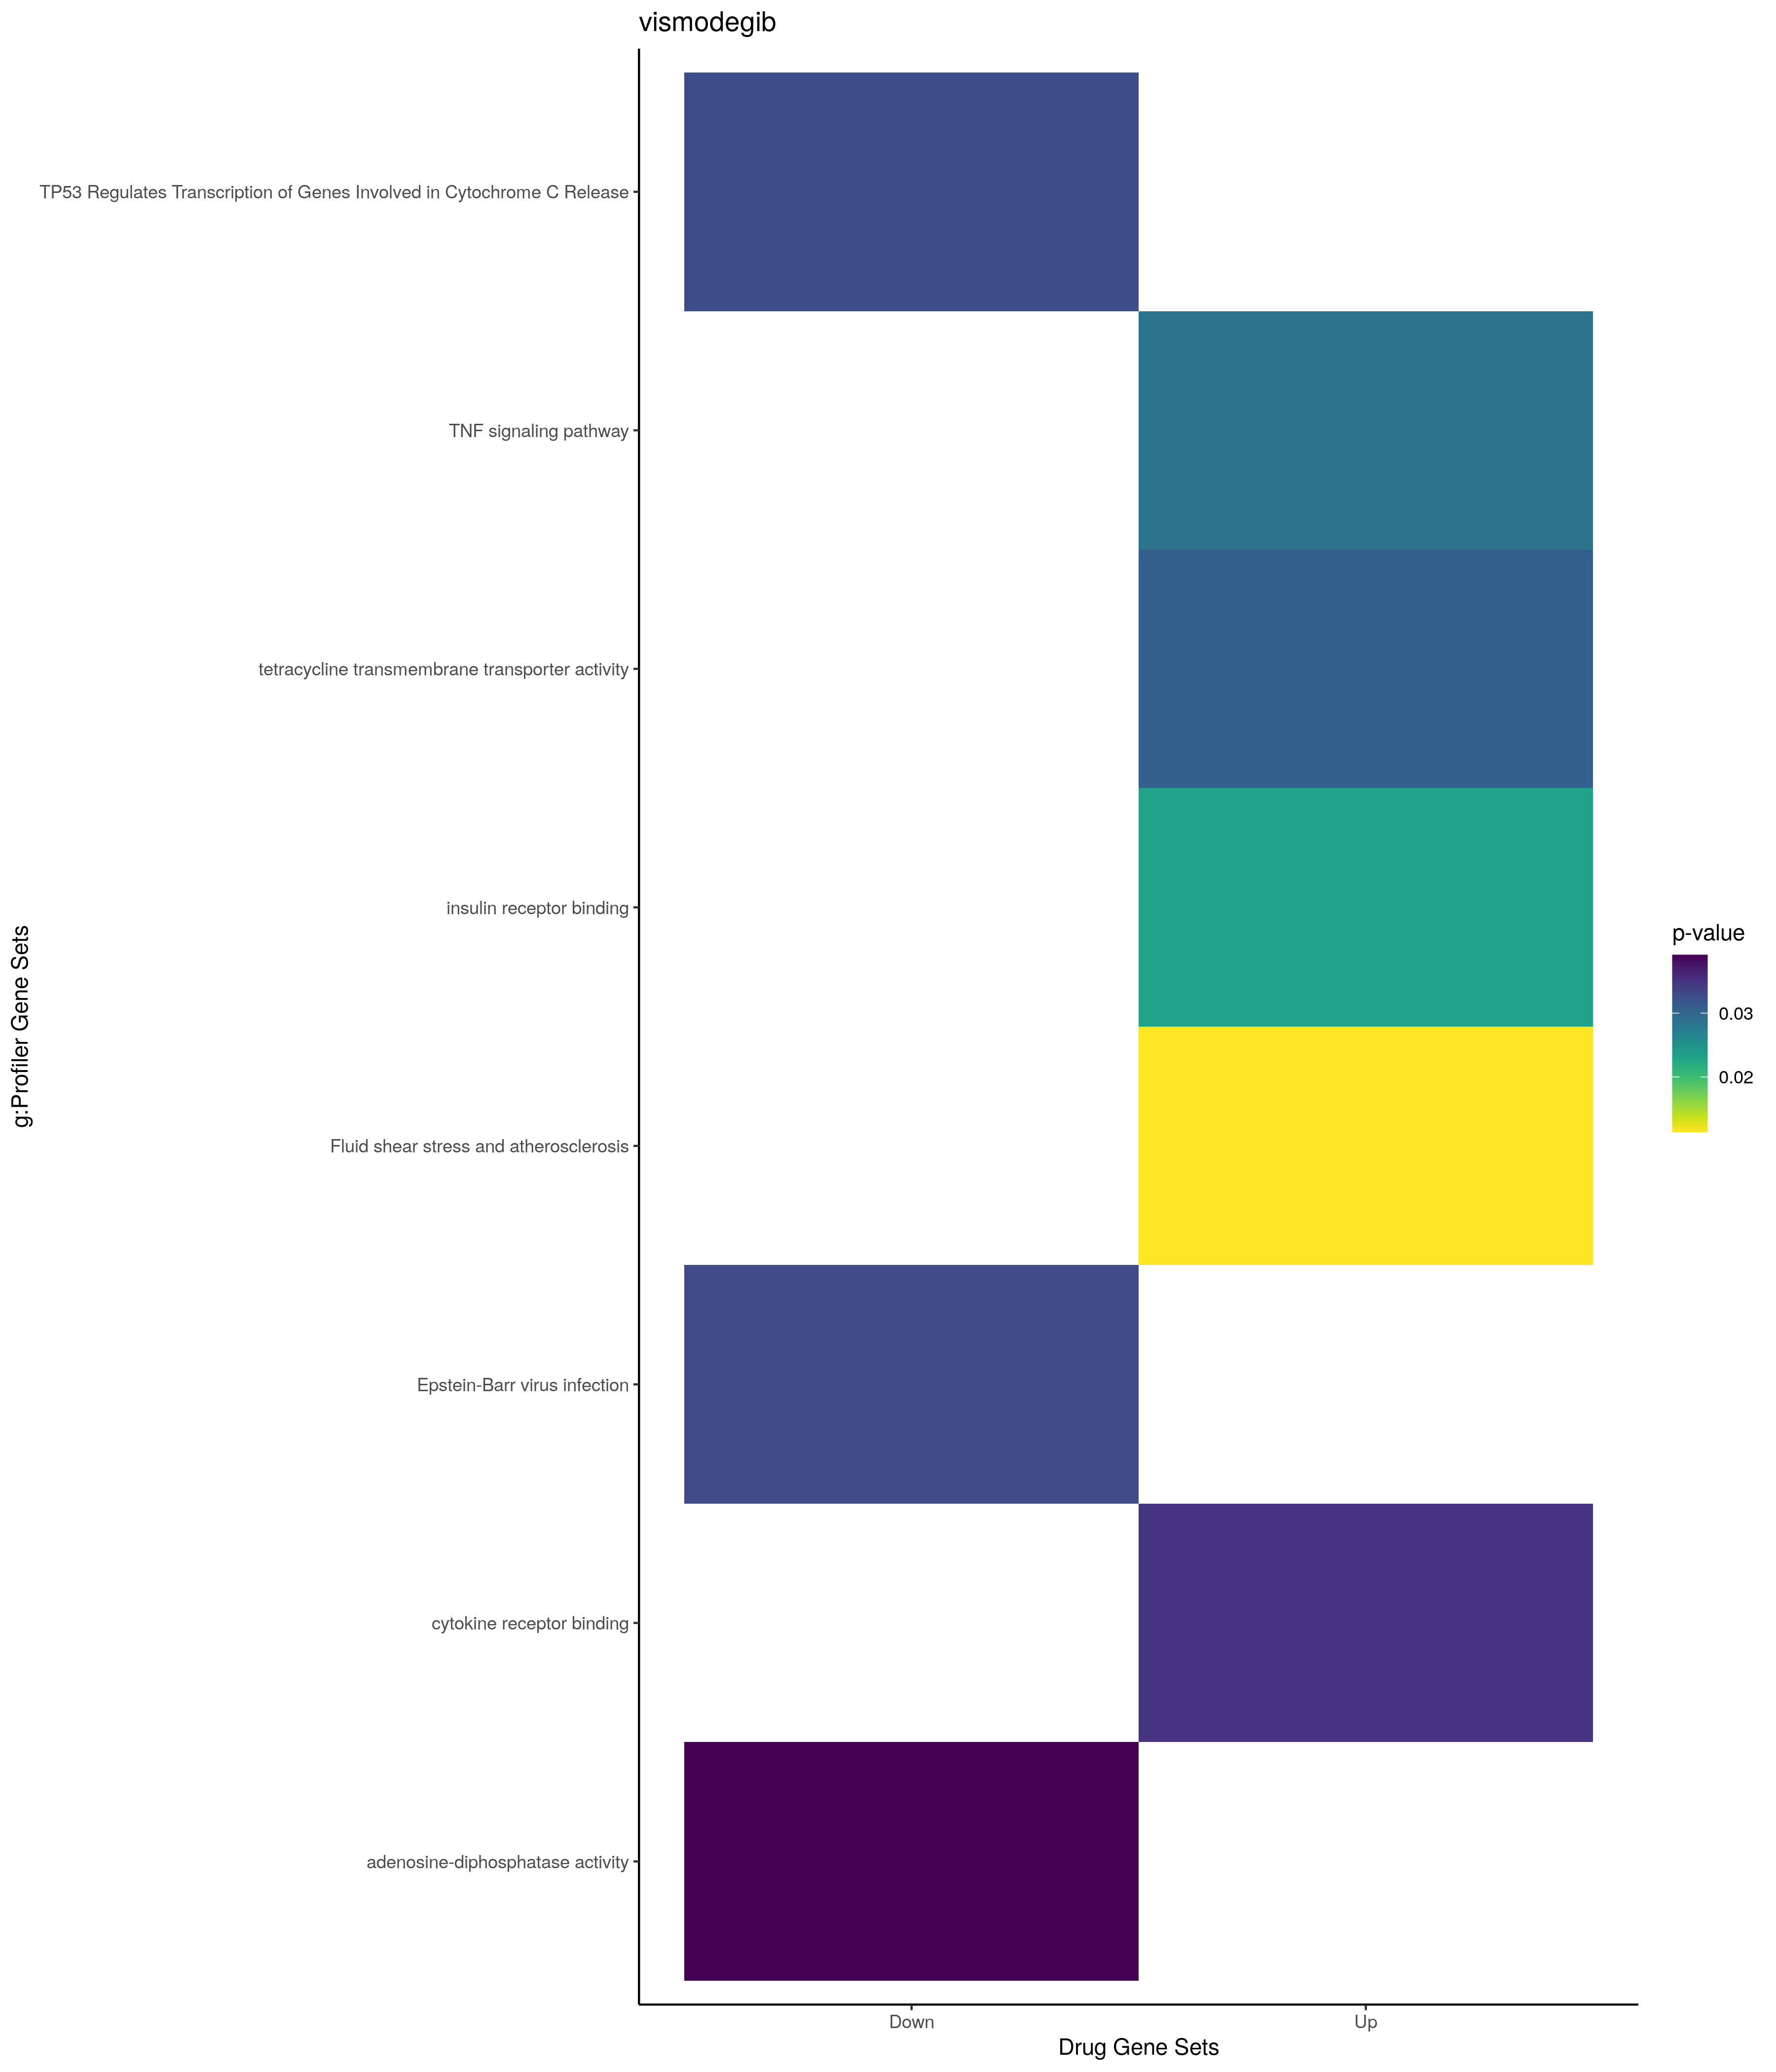 vismodegib
TP53 Regulates Transcription of Genes Involved in Cytochrome C Release
TNF signaling pathway
tetracycline transmembrane transporter activity
insulin receptor binding
Fluid shear stress and atherosclerosis
Epstein-Barr virus infection
cytokine receptor binding
adenosine-diphosphatase activity
g:Profiler Gene Sets
Down
Up
Drug Gene Sets
p-value
0.03
0.02